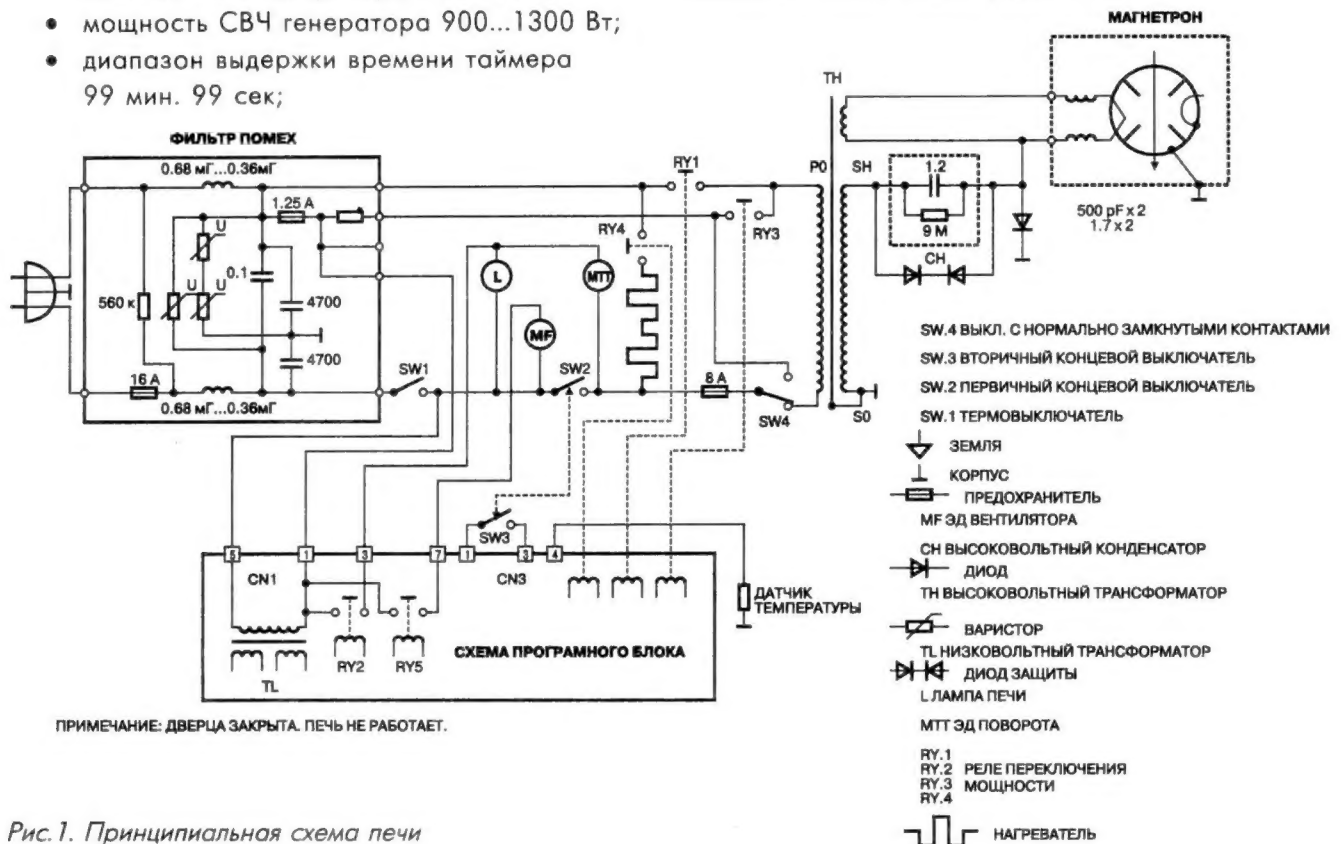 • мощность СВЧ генератора 900...1300 Вт;
• диапазон выдержки времени таймера
99 мин. 99 сек;
МАГНЕТРОН
ФИЛЬТР ПОМЕХ
0.68 мГ...0.36мГ
1.25 А
U
U
U
0.1
560 к
4700
4700
16 А
0.68 мГ...0.36мГ
SW1
L
MF
MTT
SW2
RY4
RY1
RY3
8 А
SW4
TH
P0
SH
S0
1.2
9 М
CH
500 pF x 2
1.7 x 2
SW3
5
1
3
7
1
3
4
CN1
CN3
TL
RY2
RY5
СХЕМА ПРОГРАМНОГО БЛОКА
ДАТЧИК
ТЕМПЕРАТУРЫ
ПРИМЕЧАНИЕ: ДВЕРЦА ЗАКРЫТА. ПЕЧЬ НЕ РАБОТАЕТ.
SW.4 ВЫКЛ. С НОРМАЛЬНО ЗАМКНУТЫМИ КОНТАКТАМИ
SW.3 ВТОРИЧНЫЙ КОНЦЕВОЙ ВЫКЛЮЧАТЕЛЬ
SW.2 ПЕРВИЧНЫЙ КОНЦЕВОЙ ВЫКЛЮЧАТЕЛЬ
SW.1 ТЕРМОВЫКЛЮЧАТЕЛЬ
ЗЕМЛЯ
КОРПУС
ПРЕДОХРАНИТЕЛЬ
MF ЭД ВЕНТИЛЯТОРА
CH ВЫСОКОВОЛЬТНЫЙ КОНДЕНСАТОР
ДИОД
TH ВЫСОКОВОЛЬТНЫЙ ТРАНСФОРМАТОР
ВАРИСТОР
TL НИЗКОВОЛЬТНЫЙ ТРАНСФОРМАТОР
ДИОД ЗАЩИТЫ
L ЛАМПА ПЕЧИ
MTT ЭД ПОВОРОТА
RY.1
RY.2 РЕЛЕ ПЕРЕКЛЮЧЕНИЯ
RY.3 МОЩНОСТИ
RY.4
НАГРЕВАТЕЛЬ
Рис.1. Принципиальная схема печи